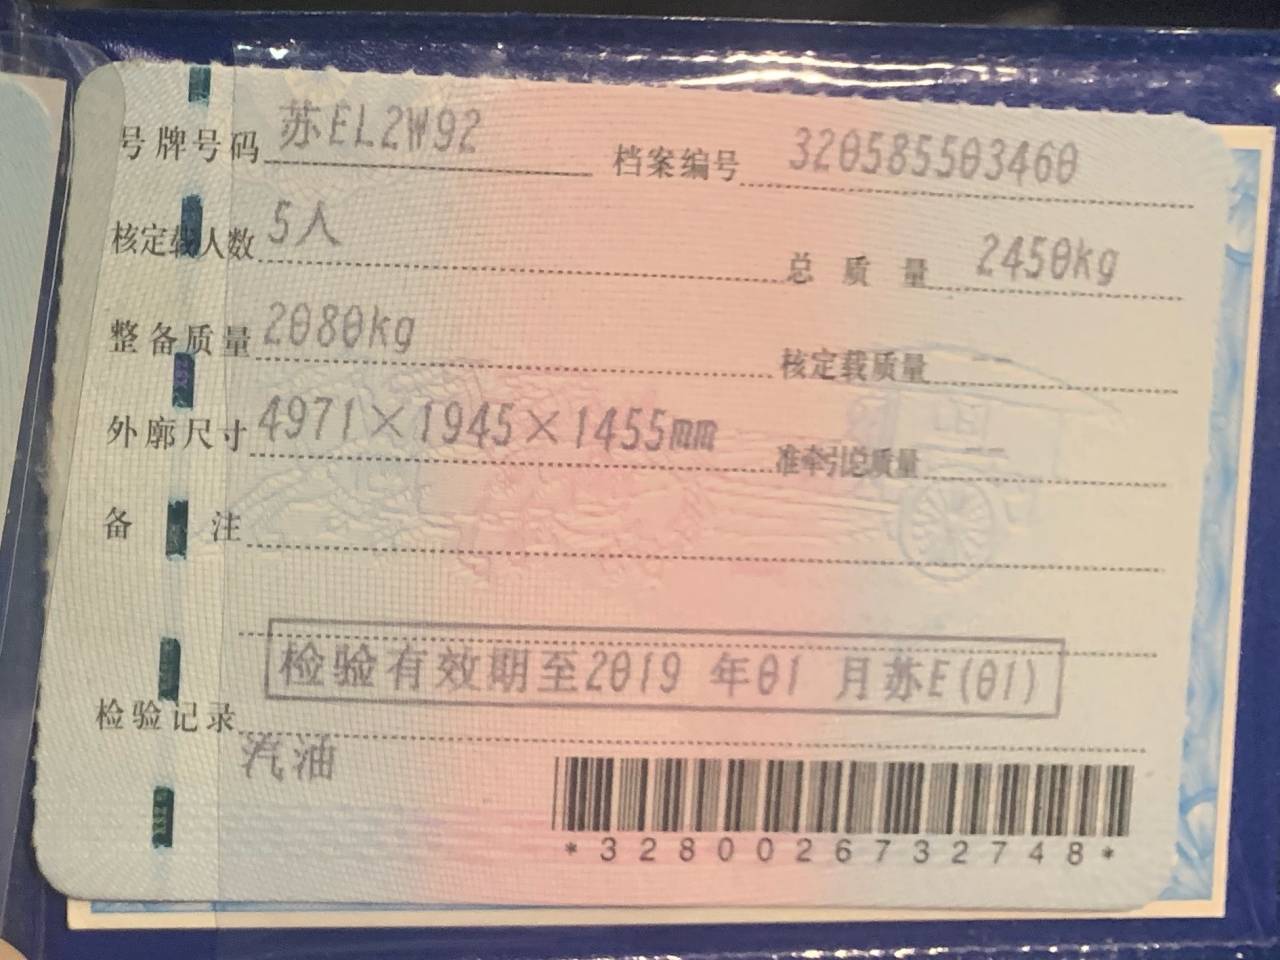 号牌号码 苏EL2W92 档案编号 320585503460
核定载人数 5人 总质量 2450kg
整备质量 2080kg 核定载质量 --
外廓尺寸 4971×1945×1455mm 准牵引总质量 --
备注
检验有效期至2019 年01 月苏E(01)
检验记录
汽油
*3280026732748*